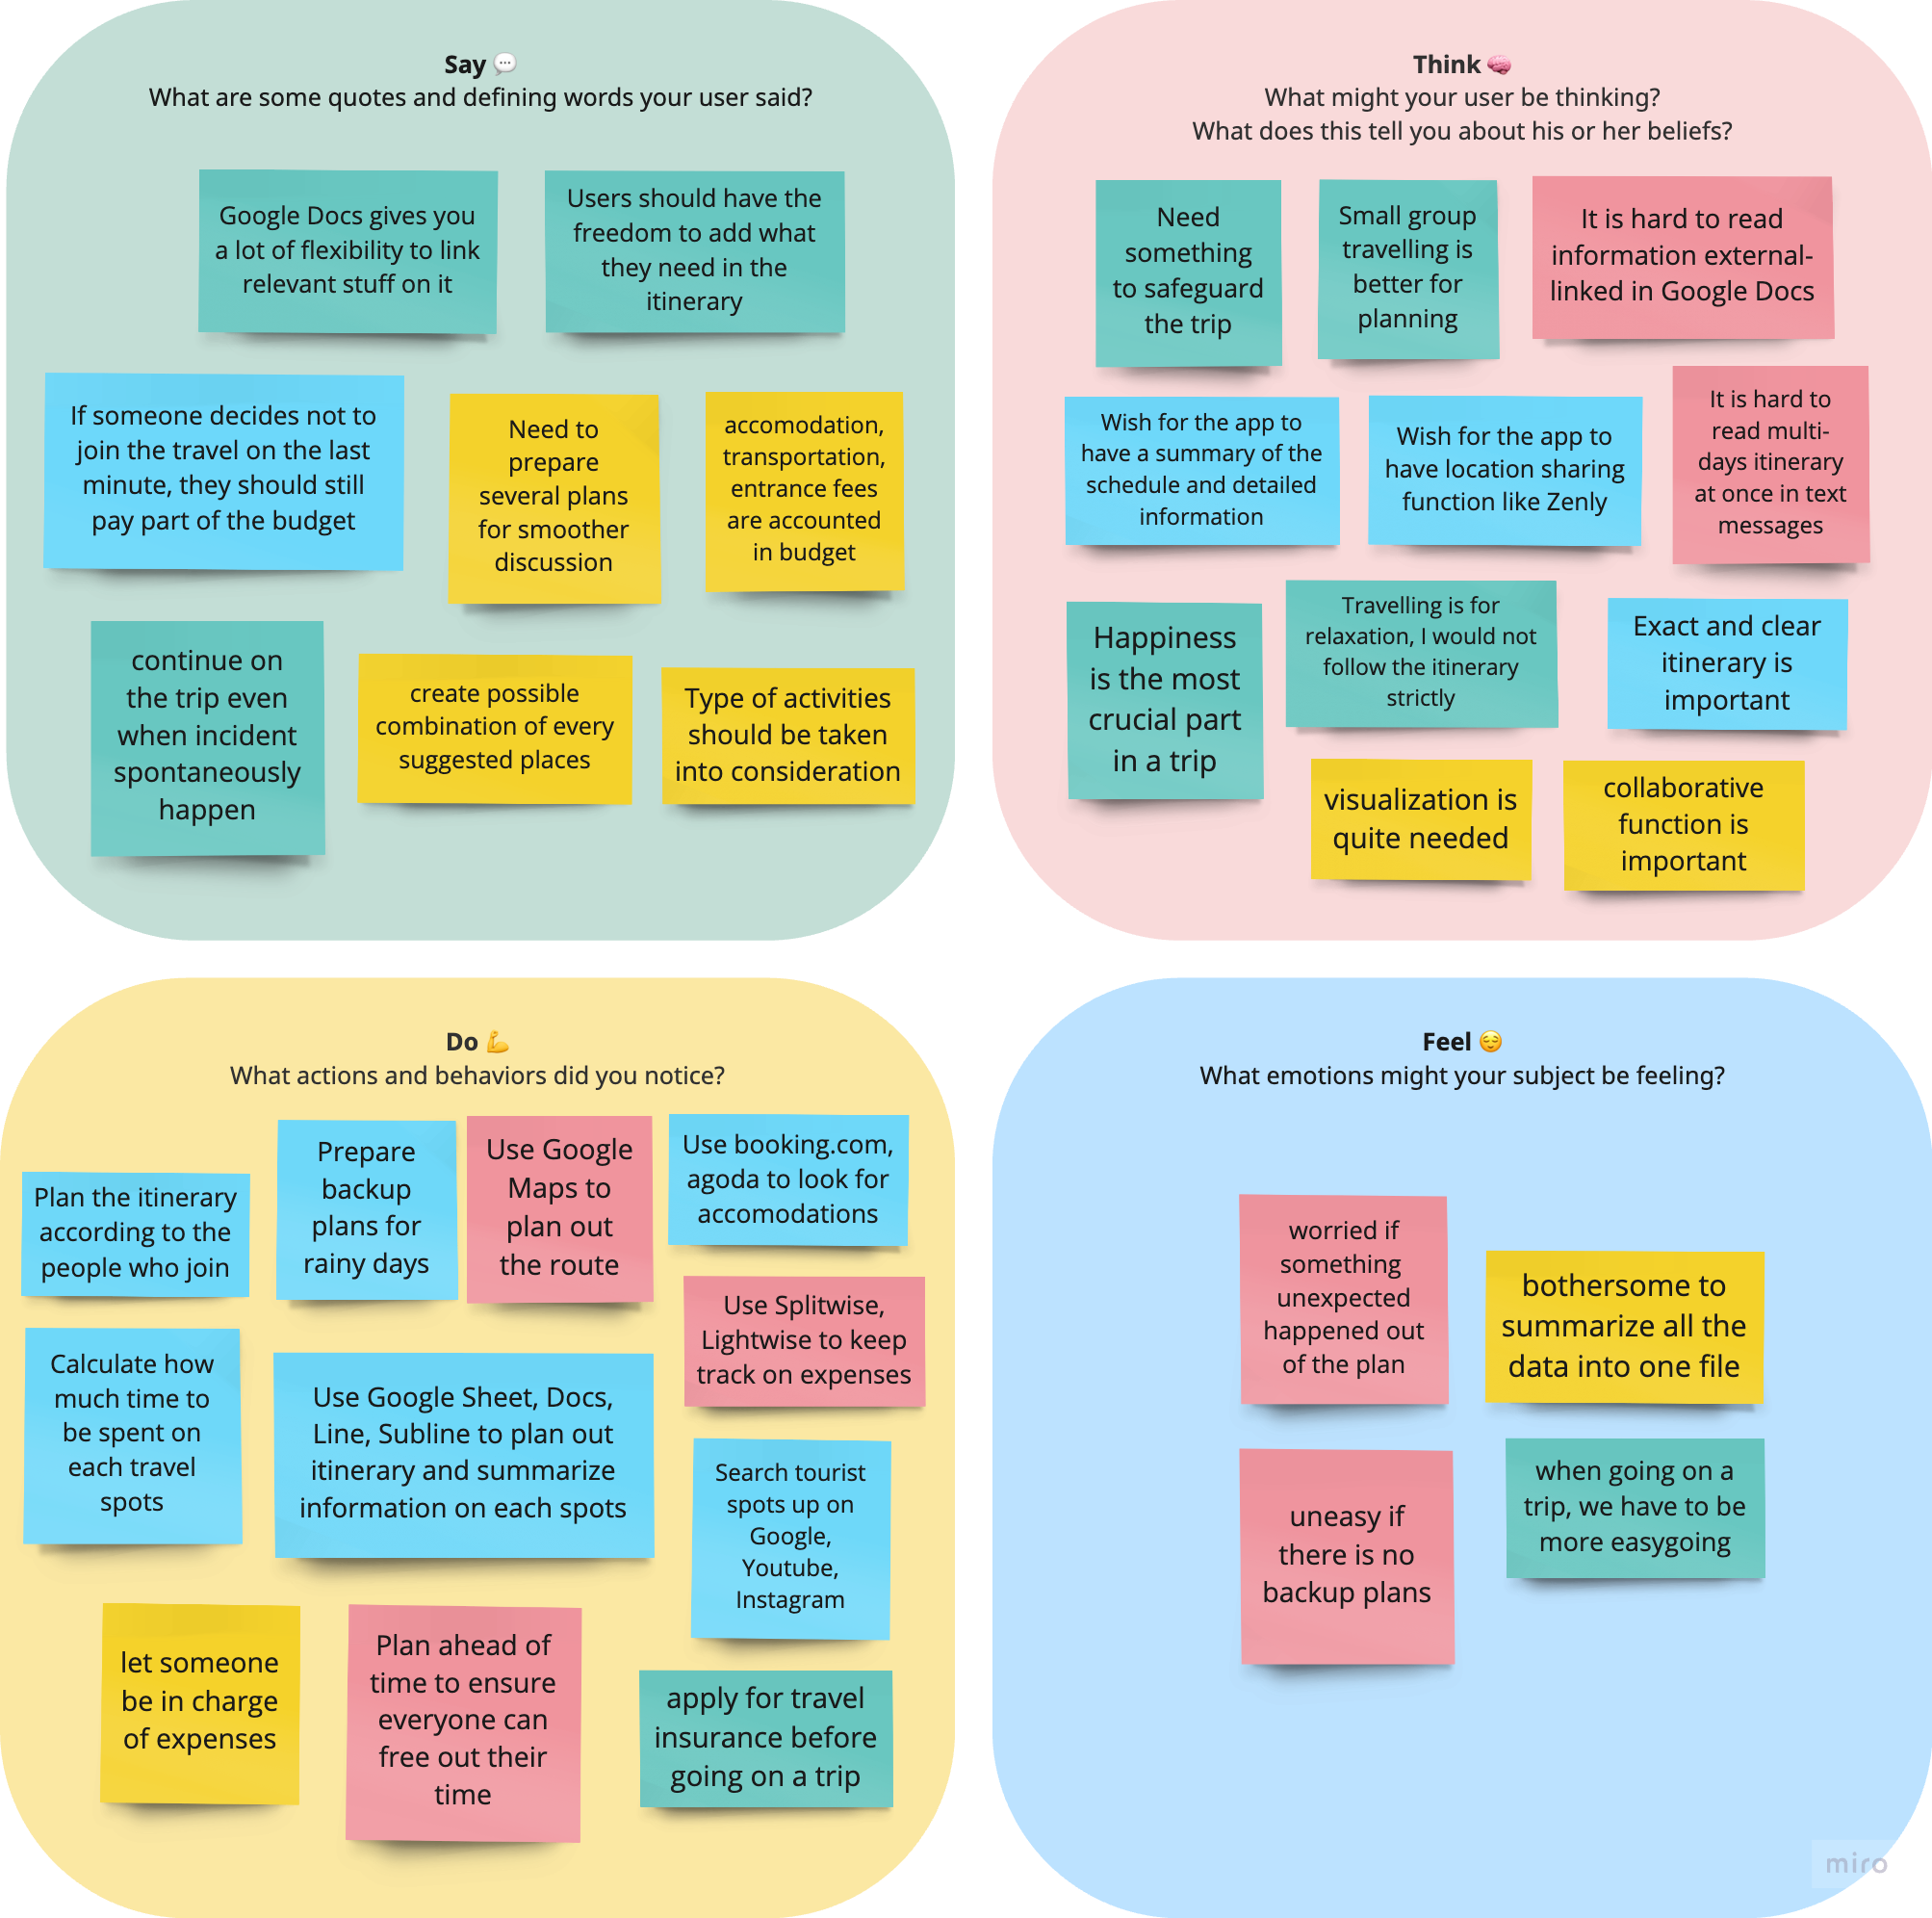 Say 💬
What are some quotes and defining words your user said?
Google Docs gives you
a lot of flexibility to link
relevant stuff on it
Users should have the
freedom to add what
they need in the
itinerary
If someone decides not to
join the travel on the last
minute, they should still
pay part of the budget
Need to
prepare
several plans
for smoother
discussion
accomodation,
transportation,
entrance fees
are accounted
in budget
continue on
the trip even
when incident
spontaneously
happen
create possible
combination of every
suggested places
Type of activities
should be taken
into consideration
Think 🧠
What might your user be thinking?
What does this tell you about his or her beliefs?
Need
something
to safeguard
the trip
Small group
travelling is
better for
planning
It is hard to read
information external-
linked in Google Docs
Wish for the app to
have a summary of the
schedule and detailed
information
Wish for the app to
have location sharing
function like Zenly
It is hard to
read multi-
days itinerary
at once in text
messages
Happiness
is the most
crucial part
in a trip
Travelling is for
relaxation, I would not
follow the itinerary
strictly
Exact and clear
itinerary is
important
visualization is
quite needed
collaborative
function is
important
Do 💪
What actions and behaviors did you notice?
Plan the itinerary
according to the
people who join
Prepare
backup
plans for
rainy days
Use Google
Maps to
plan out
the route
Use booking.com,
agoda to look for
accomodations
Use Splitwise,
Lightwise to keep
track on expenses
Calculate how
much time to
be spent on
each travel
spots
Use Google Sheet, Docs,
Line, Subline to plan out
itinerary and summarize
information on each spots
Search tourist
spots up on
Google,
Youtube,
Instagram
let someone
be in charge
of expenses
Plan ahead of
time to ensure
everyone can
free out their
time
apply for travel
insurance before
going on a trip
Feel 😌
What emotions might your subject be feeling?
worried if
something
unexpected
happened out
of the plan
bothersome to
summarize all the
data into one file
uneasy if
there is no
backup plans
when going on a
trip, we have to be
more easygoing
miro